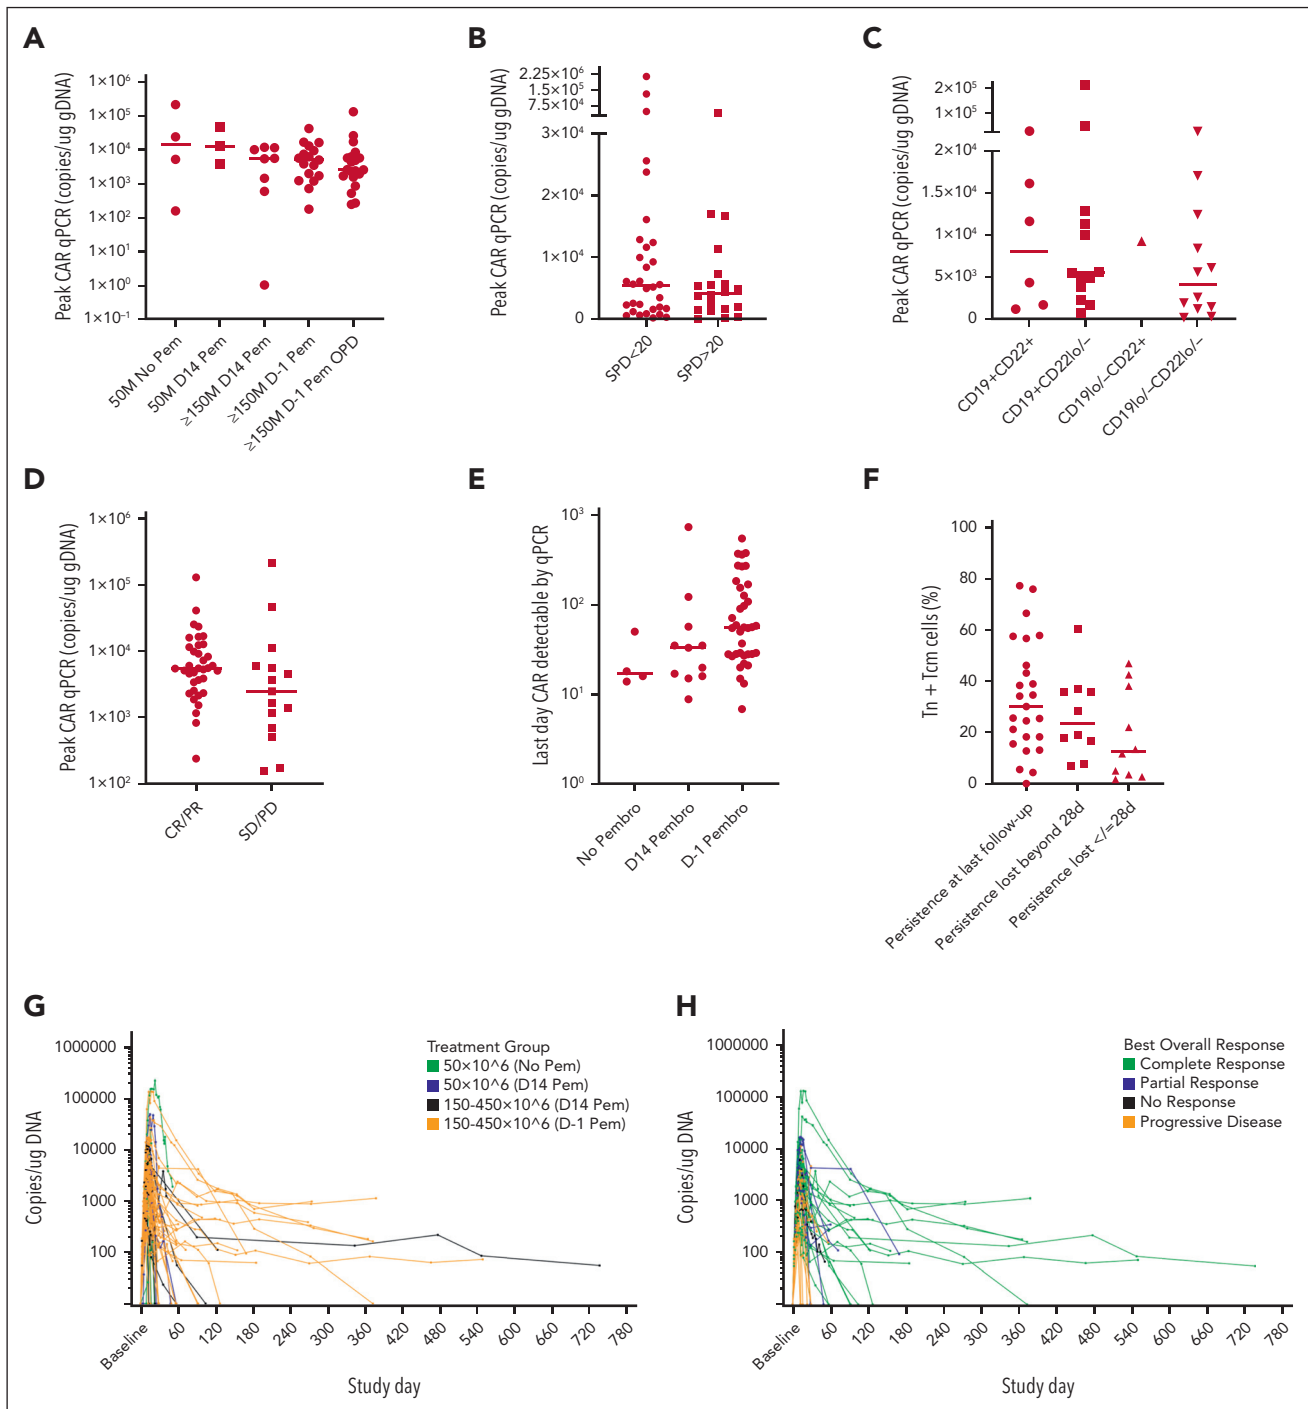 A
Peak CAR qPCR (copies/ug gDNA)
1×10⁶
1×10⁵
1×10⁴
1×10³
1×10²
1×10¹
1×10⁰
1×10⁻¹
50M No Pem
50M D14 Pem
≥150M D14 Pem
≥150M D-1 Pem
≥150M D-1 Pem OPD
B
Peak CAR qPCR (copies/ug gDNA)
2.25×10⁶
1.5×10⁵
7.5×10⁴
3×10⁴
2×10⁴
1×10⁴
0
SPD<20
SPD>20
C
Peak CAR qPCR (copies/ug gDNA)
2×10⁵
1×10⁵
2×10⁴
1.5×10⁴
1×10⁴
5×10³
0
CD19+CD22+
CD19+CD22lo/–
CD19lo/–CD22+
CD19lo/–CD22lo/–
D
Peak CAR qPCR (copies/ug gDNA)
1×10⁶
1×10⁵
1×10⁴
1×10³
1×10²
CR/PR
SD/PD
E
Last day CAR detectable by qPCR
10³
10²
10¹
10⁰
No Pembro
D14 Pembro
D-1 Pembro
F
Tn + Tcm cells (%)
100
80
60
40
20
0
Persistence at last follow-up
Persistence lost beyond 28d
Persistence lost </=28d
G
Copies/ug DNA
1000000
100000
10000
1000
100
Treatment Group
50×10^6 (No Pem)
50×10^6 (D14 Pem)
150-450×10^6 (D14 Pem)
150-450×10^6 (D-1 Pem)
Baseline
60
120
180
240
300
360
420
480
540
600
660
720
780
Study day
H
Copies/ug DNA
1000000
100000
10000
1000
100
Best Overall Response
Complete Response
Partial Response
No Response
Progressive Disease
Baseline
60
120
180
240
300
360
420
480
540
600
660
720
780
Study day